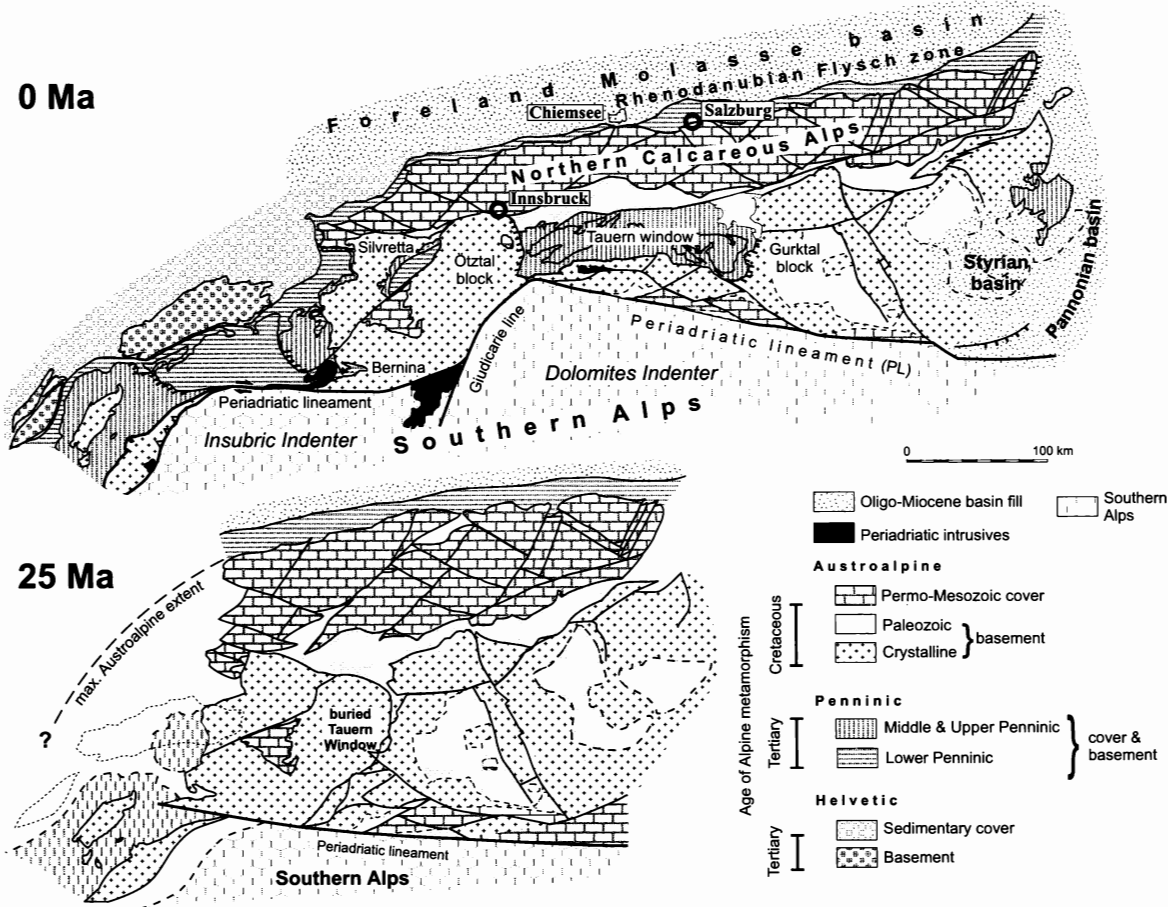 0 Ma
Foreland Molasse basin
Rhenodanubian Flysch zone
Chiemsee
Salzburg
Northern Calcareous Alps
Innsbruck
Silvretta
Ötztal
block
Tauern window
Gurktal
block
Styrian
basin
Pannonian basin
Bernina
Giudicarie line
Periadriatic lineament (PL)
Periadriatic lineament
Dolomites Indenter
Insubric Indenter
Southern Alps
0 100 km
25 Ma
max. Austroalpine extent
?
buried
Tauern
Window
Periadriatic lineament
Southern Alps
Oligo-Miocene basin fill
Southern
Alps
Periadriatic intrusives
Austroalpine
Permo-Mesozoic cover
Paleozoic
Crystalline
} basement
Penninic
Middle & Upper Penninic
Lower Penninic
} cover &
basement
Helvetic
Sedimentary cover
Basement
Age of Alpine metamorphism
Cretaceous
Tertiary
Tertiary